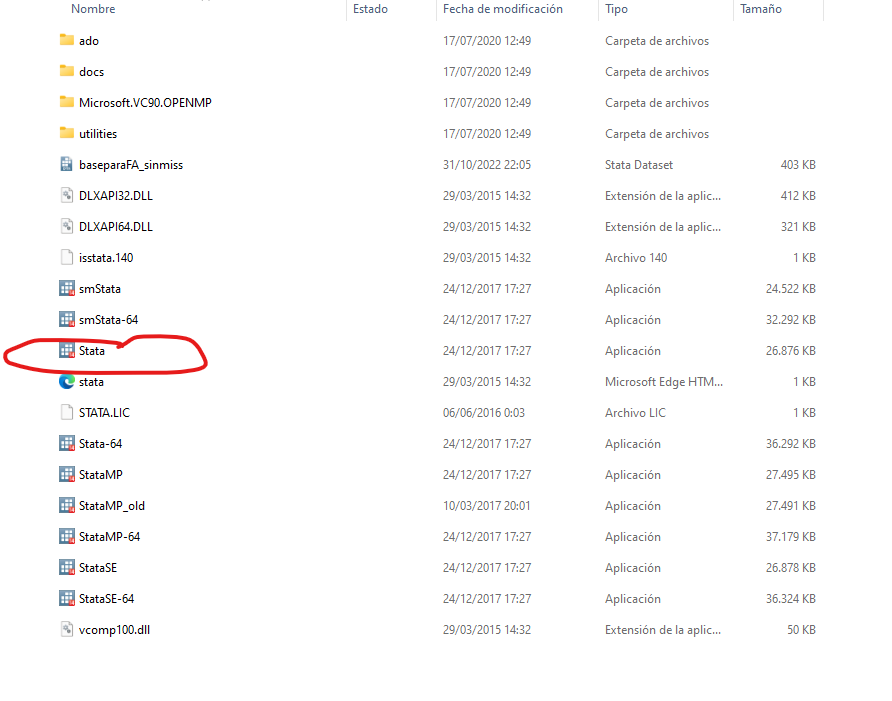 Nombre Estado Fecha de modificación Tipo Tamaño
ado 17/07/2020 12:49 Carpeta de archivos
docs 17/07/2020 12:49 Carpeta de archivos
Microsoft.VC90.OPENMP 17/07/2020 12:49 Carpeta de archivos
utilities 17/07/2020 12:49 Carpeta de archivos
baseparaFA_sinmiss 31/10/2022 22:05 Stata Dataset 403 KB
DLXAPI32.DLL 29/03/2015 14:32 Extensión de la aplic... 412 KB
DLXAPI64.DLL 29/03/2015 14:32 Extensión de la aplic... 321 KB
isstata.140 29/03/2015 14:32 Archivo 140 1 KB
smStata 24/12/2017 17:27 Aplicación 24.522 KB
smStata-64 24/12/2017 17:27 Aplicación 32.292 KB
Stata 24/12/2017 17:27 Aplicación 26.876 KB
stata 29/03/2015 14:32 Microsoft Edge HTM... 1 KB
STATA.LIC 06/06/2016 0:03 Archivo LIC 1 KB
Stata-64 24/12/2017 17:27 Aplicación 36.292 KB
StataMP 24/12/2017 17:27 Aplicación 27.495 KB
StataMP_old 10/03/2017 20:01 Aplicación 27.491 KB
StataMP-64 24/12/2017 17:27 Aplicación 37.179 KB
StataSE 24/12/2017 17:27 Aplicación 26.878 KB
StataSE-64 24/12/2017 17:27 Aplicación 36.324 KB
vcomp100.dll 29/03/2015 14:32 Extensión de la aplic... 50 KB